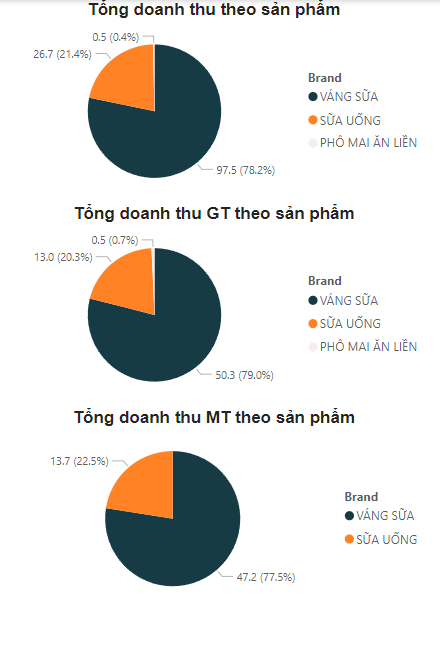 Tổng doanh thu theo sản phẩm
0.5 (0.4%)
26.7 (21.4%)
97.5 (78.2%)
Brand
VÁNG SỮA
SỮA UỐNG
PHÔ MAI ĂN LIỀN
Tổng doanh thu GT theo sản phẩm
0.5 (0.7%)
13.0 (20.3%)
50.3 (79.0%)
Brand
VÁNG SỮA
SỮA UỐNG
PHÔ MAI ĂN LIỀN
Tổng doanh thu MT theo sản phẩm
13.7 (22.5%)
47.2 (77.5%)
Brand
VÁNG SỮA
SỮA UỐNG